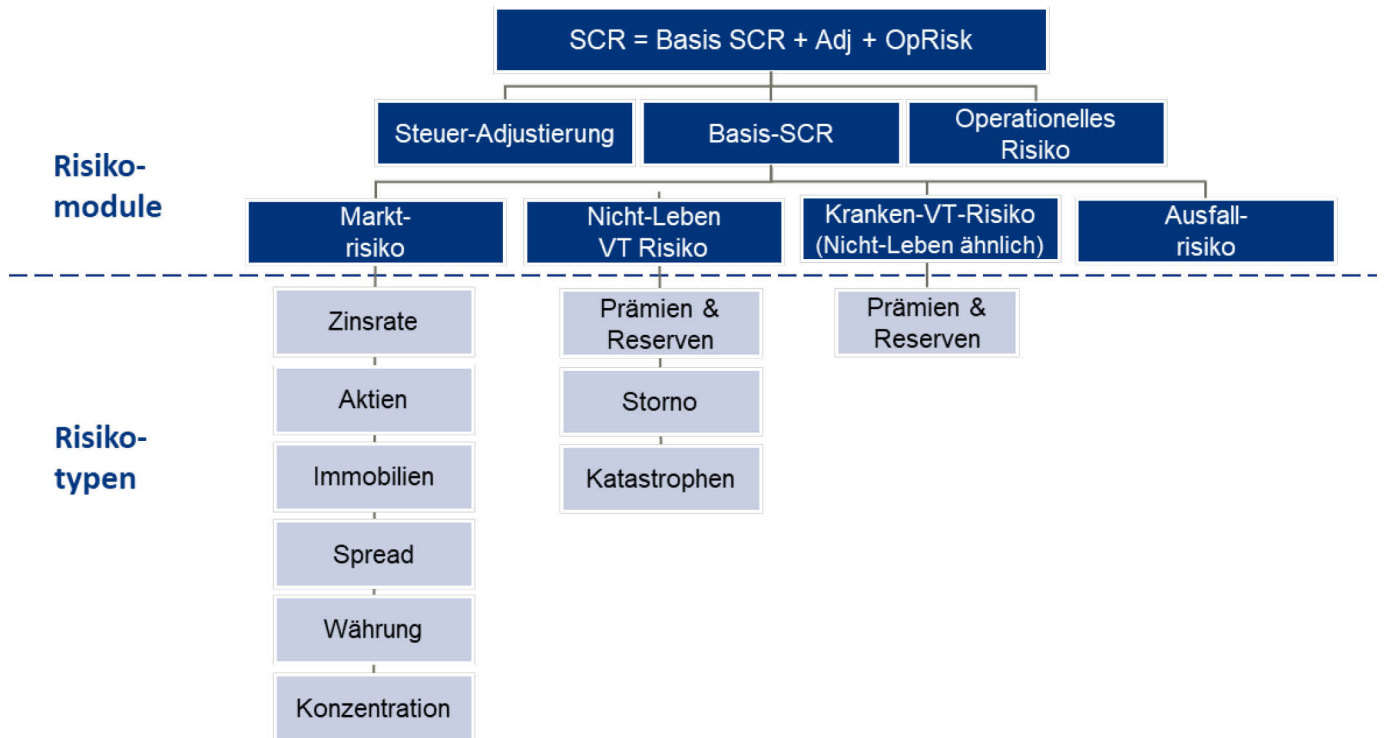 SCR = Basis SCR + Adj + OpRisk
Steuer-Adjustierung
Basis-SCR
Operationelles
Risiko
Risiko-
module
Markt-
risiko
Nicht-Leben
VT Risiko
Kranken-VT-Risiko
(Nicht-Leben ähnlich)
Ausfall-
risiko
Risiko-
typen
Zinsrate
Aktien
Immobilien
Spread
Währung
Konzentration
Prämien &
Reserven
Storno
Katastrophen
Prämien &
Reserven